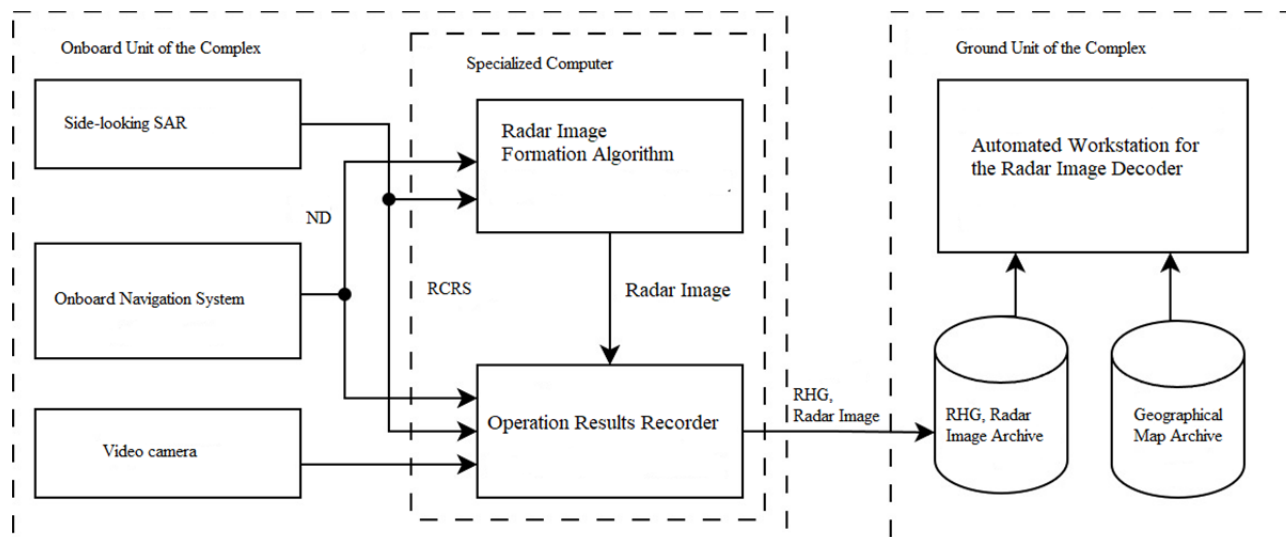 Onboard Unit of the Complex
Side-looking SAR
ND
Onboard Navigation System
Video camera
Specialized Computer
Radar Image
Formation Algorithm
RCRS
Radar Image
Operation Results Recorder
RHG,
Radar Image
Ground Unit of the Complex
Automated Workstation for
the Radar Image Decoder
RHG, Radar
Image Archive
Geographical
Map Archive